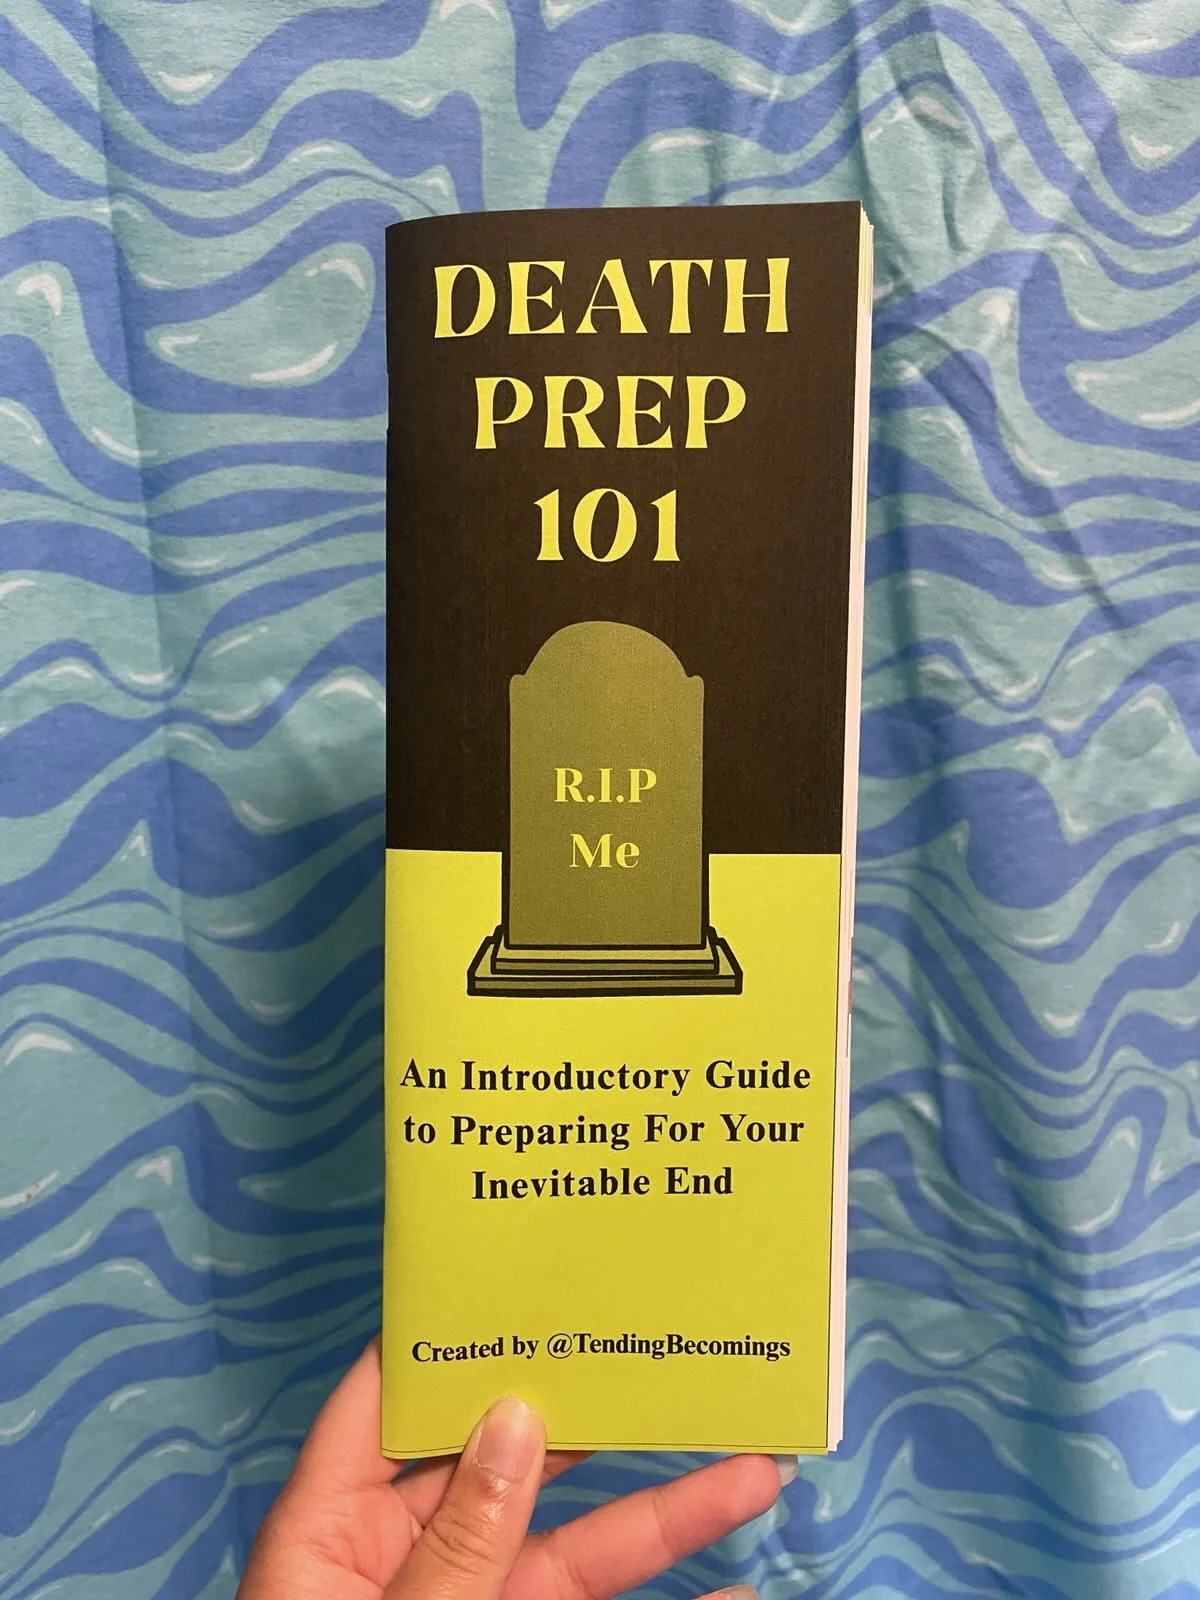 DEATH
PREP
101
R.I.P
Me
An Introductory Guide
to Preparing For Your
Inevitable End
Created by @TendingBecomings